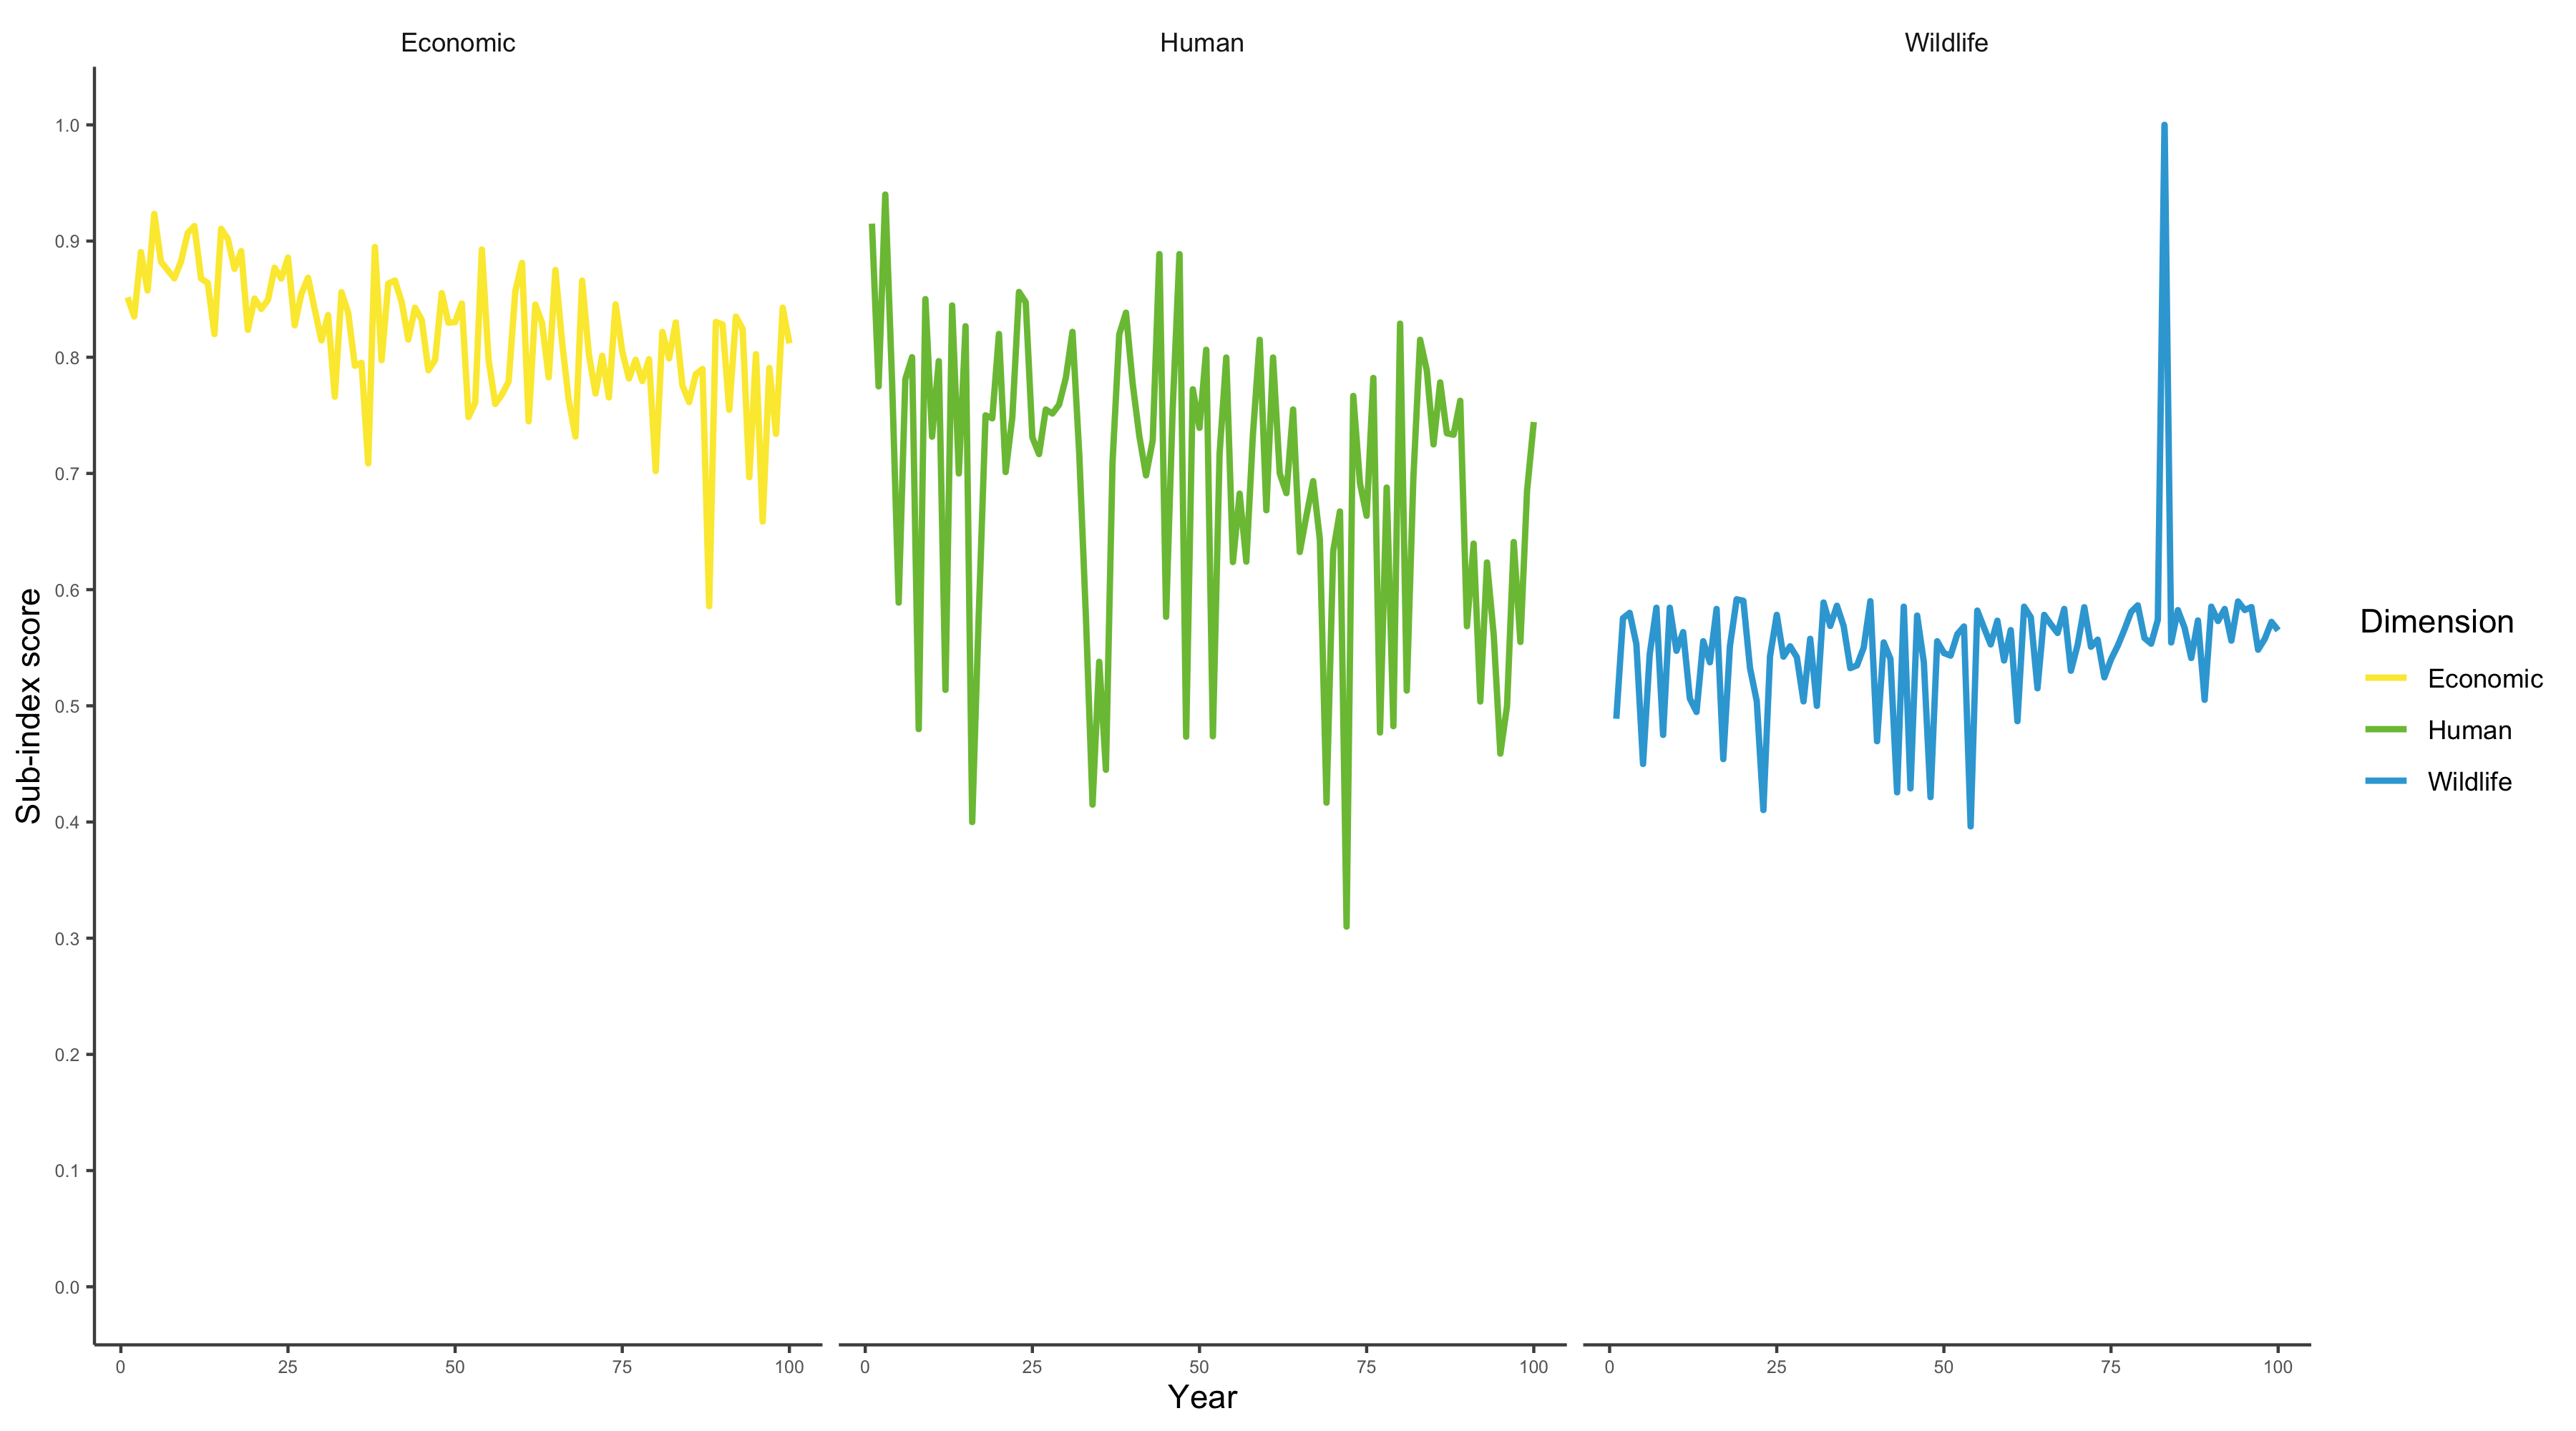 Economic Human Wildlife
1.0
0.9
0.8
0.7
0.6
0.5
0.4
0.3
0.2
0.1
0.0
Sub-index score
0 25 50 75 100 0 25 50 75 100 0 25 50 75 100
Year
Dimension
Economic
Human
Wildlife